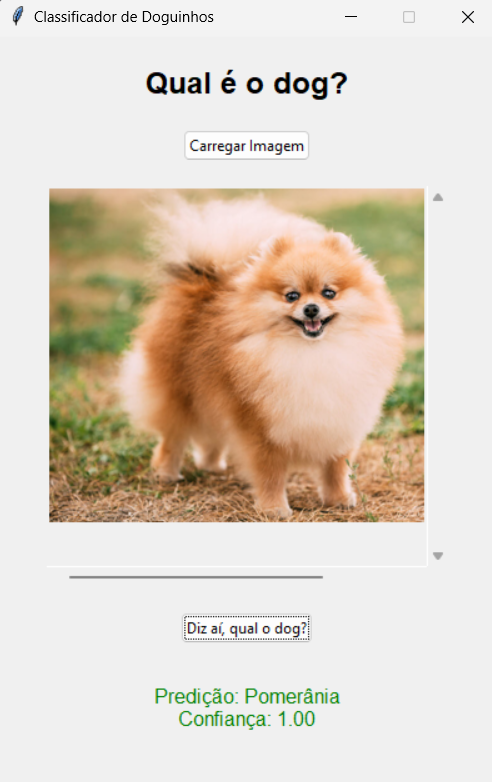 Classificador de Doguinhos
Qual é o dog?
Carregar Imagem
Diz aí, qual o dog?
Predição: Pomerânia
Confiança: 1.00